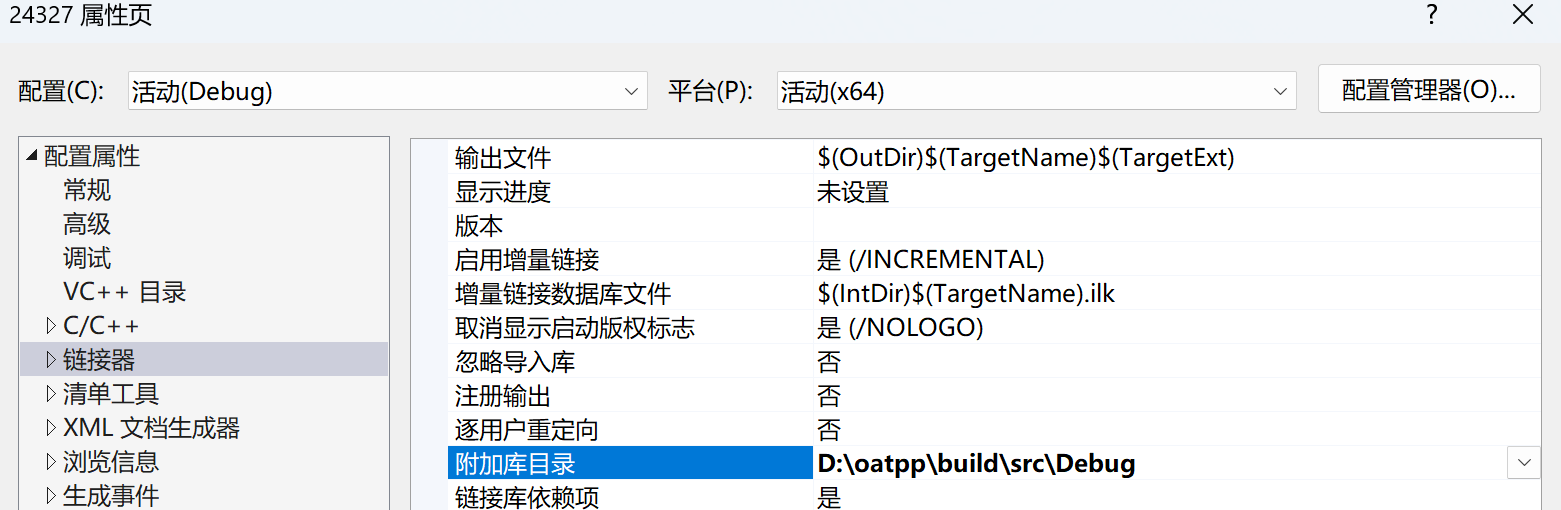 24327 属性页
配置(C): 活动(Debug) 平台(P): 活动(x64) 配置管理器(O)...
配置属性
常规
高级
调试
VC++ 目录
C/C++
链接器
清单工具
XML 文档生成器
浏览信息
生成事件
输出文件 $(OutDir)$(TargetName)$(TargetExt)
显示进度 未设置
版本
启用增量链接 是 (/INCREMENTAL)
增量链接数据库文件 $(IntDir)$(TargetName).ilk
取消显示启动版权标志 是 (/NOLOGO)
忽略导入库 否
注册输出 否
逐用户重定向 否
附加库目录 D:\oatpp\build\src\Debug
链接库依赖项 是